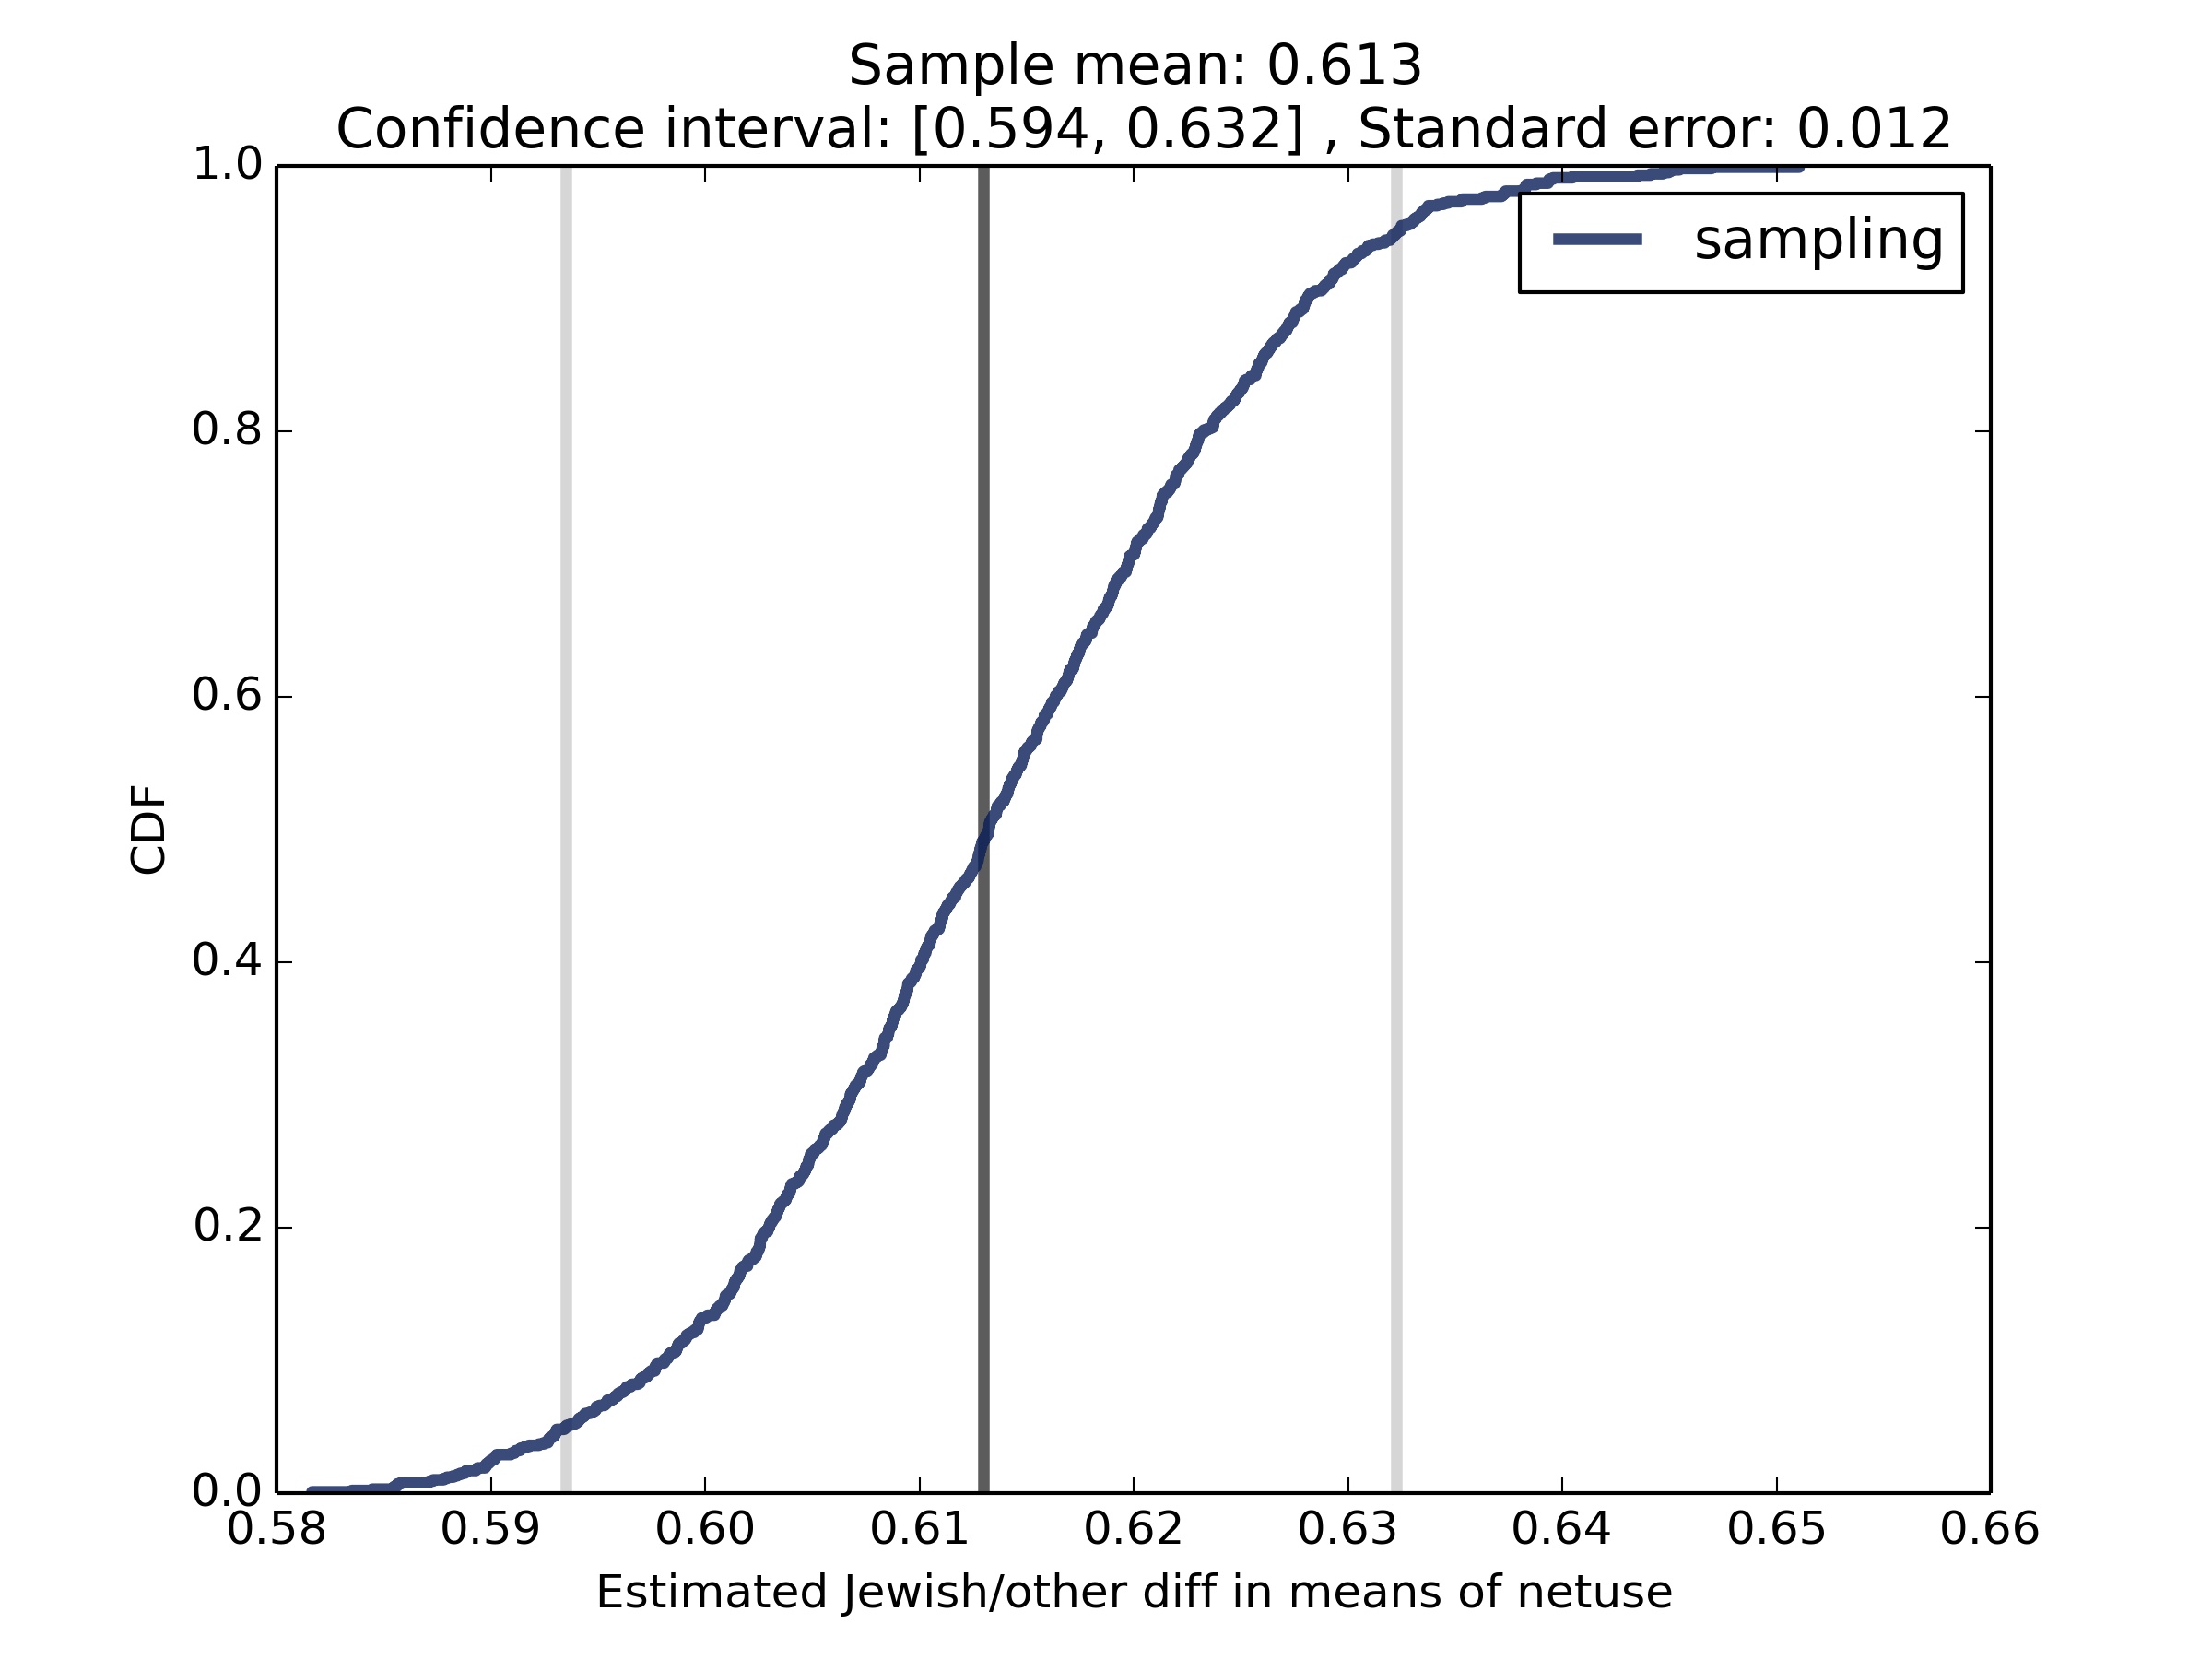 Sample mean: 0.613
Confidence interval: [0.594, 0.632] , Standard error: 0.012
1.0
sampling
0.8
0.6
CDF
0.4
0.2
0.0
0.58 0.59 0.60 0.61 0.62 0.63 0.64 0.65 0.66
Estimated Jewish/other diff in means of netuse